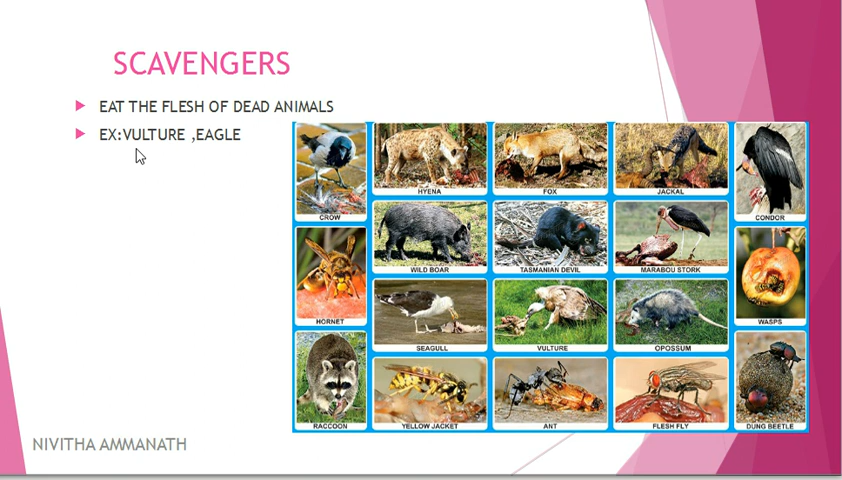 SCAVENGERS
EAT THE FLESH OF DEAD ANIMALS
EX:VULTURE ,EAGLE
CROW
HYENA
FOX
JACKAL
CONDOR
WILD BOAR
TASMANIAN DEVIL
MARABOU STORK
HORNET
WASPS
SEAGULL
VULTURE
OPOSSUM
RACCOON
YELLOW JACKET
ANT
FLESH FLY
DUNG BEETLE
NIVITHA AMMANATH